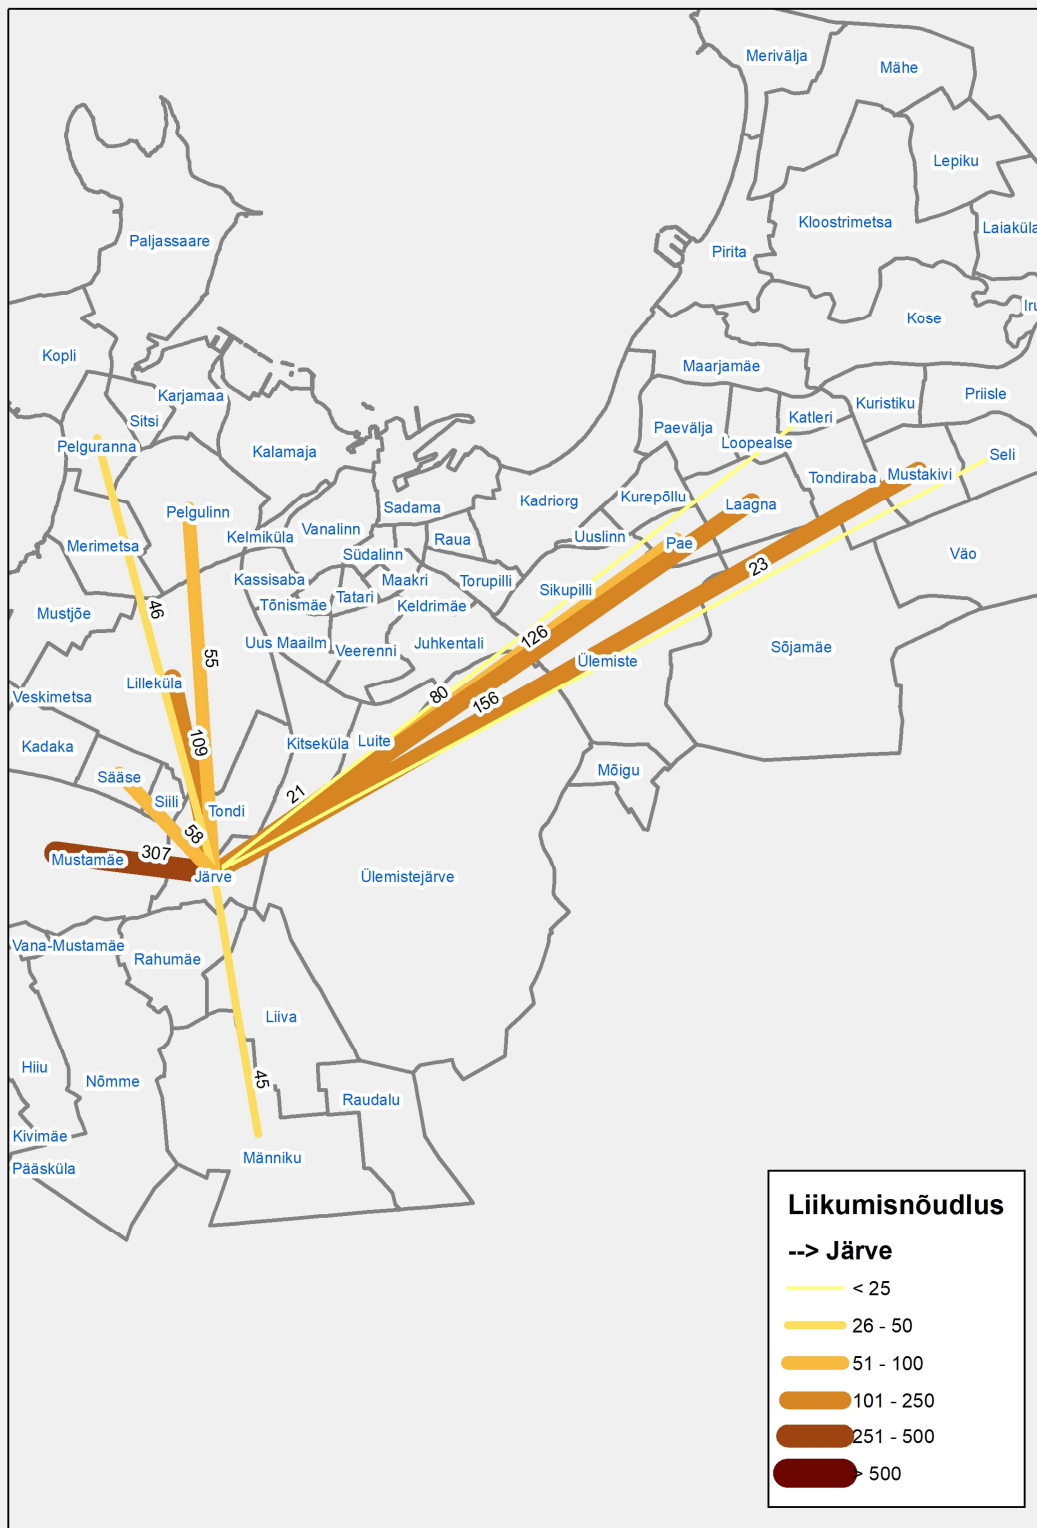 Merivälja
Mähe
Lepiku
Kloostrimetsa
Laiaküla
Paljassaare
Pirita
Iru
Kose
Kopli
Maarjamäe
Karjamaa
Priisle
Kuristiku
Sitsi
Katleri
Paevälja
Loopealse
Pelguranna
Kalamaja
Seli
Mustakivi
Tondiraba
Kurepõllu
Kadriorg
Laagna
Sadama
Pelgulinn
Vanalinn
Kelmiküla
Uuslinn
Raua
Pae
Merimetsa
Südalinn
Väo
23
Kassisaba
Maakri
Torupilli
Sikupilli
Tatari
Tõnismäe
Keldrimäe
46
Mustjõe
126
Uus Maailm
Veerenni
Juhkentali
Sõjamäe
55
Ülemiste
Lilleküla
80
Veskimetsa
156
109
Kitseküla
Luite
Kadaka
Mõigu
Sääse
21
Siili
Tondi
58
307
Mustamäe
Järve
Ülemistejärve
Vana-Mustamäe
Rahumäe
Liiva
Hiiu
45
Nõmme
Raudalu
Kivimäe
Männiku
Pääsküla
Liikumisnõudlus
--> Järve
< 25
26 - 50
51 - 100
101 - 250
251 - 500
> 500